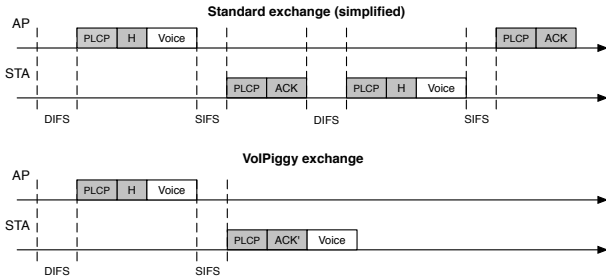 Standard exchange (simplified)
AP
PLCP H Voice PLCP ACK
STA
PLCP ACK PLCP H Voice
DIFS SIFS DIFS SIFS
VoIPiggy exchange
AP
PLCP H Voice
STA
PLCP ACK' Voice
DIFS SIFS